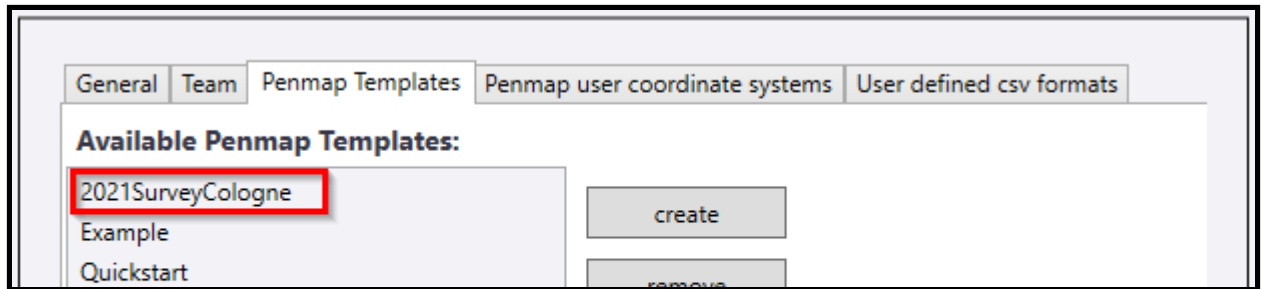 General Team Penmap Templates Penmap user coordinate systems User defined csv formats
Available Penmap Templates:
2021SurveyCologne
create
Example
Quickstart
remove